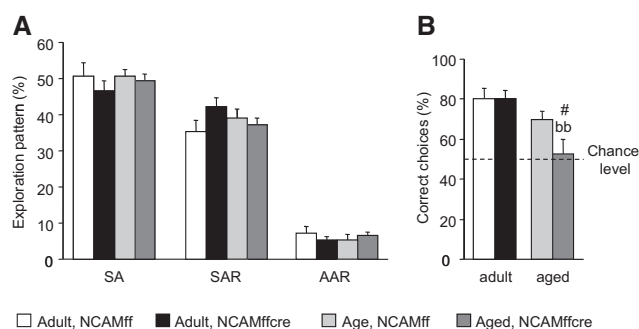 A
Exploration pattern (%)
60
50
40
30
20
10
0
SA
SAR
AAR
B
Correct choices (%)
100
80
60
40
20
0
#
bb
Chance
level
adult
aged
Adult, NCAMff
Adult, NCAMffcre
Age, NCAMff
Aged, NCAMffcre